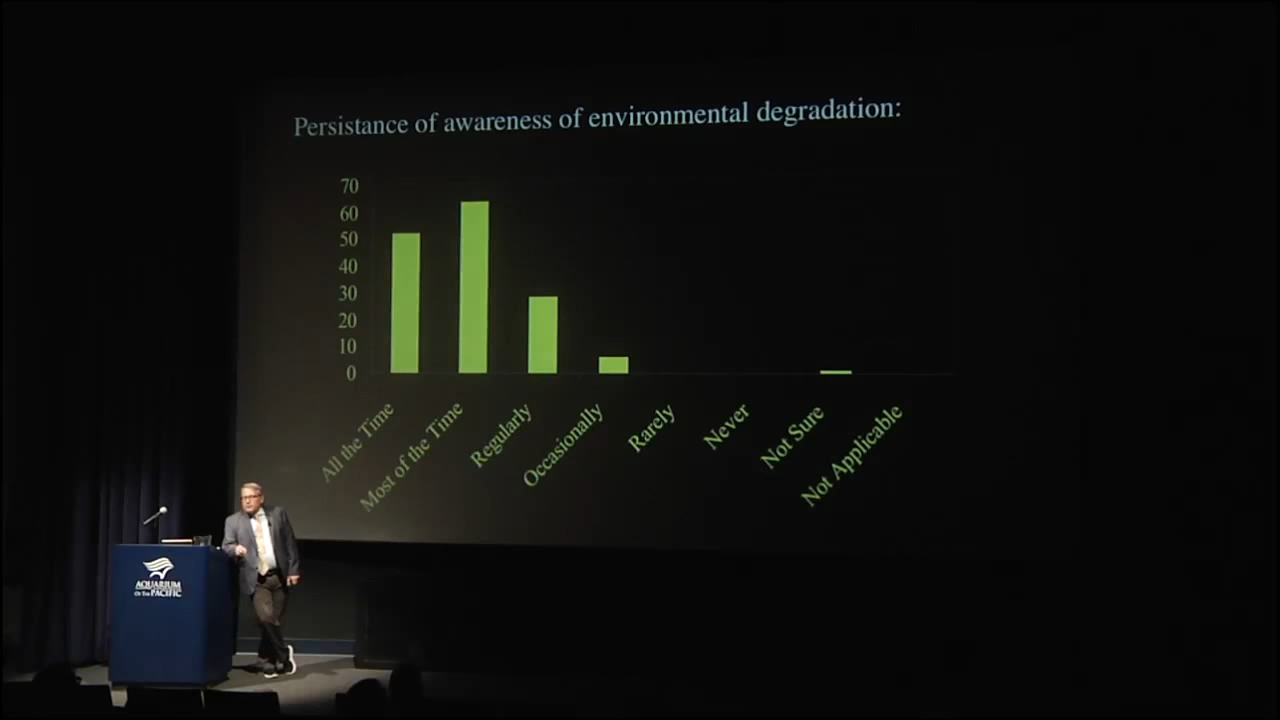 Persistance of awareness of environmental degradation:
70
60
50
40
30
20
10
0
All the Time
Most of the Time
Regularly
Occasionally
Rarely
Never
Not Sure
Not Applicable
AQUARIUM
OF THE PACIFIC